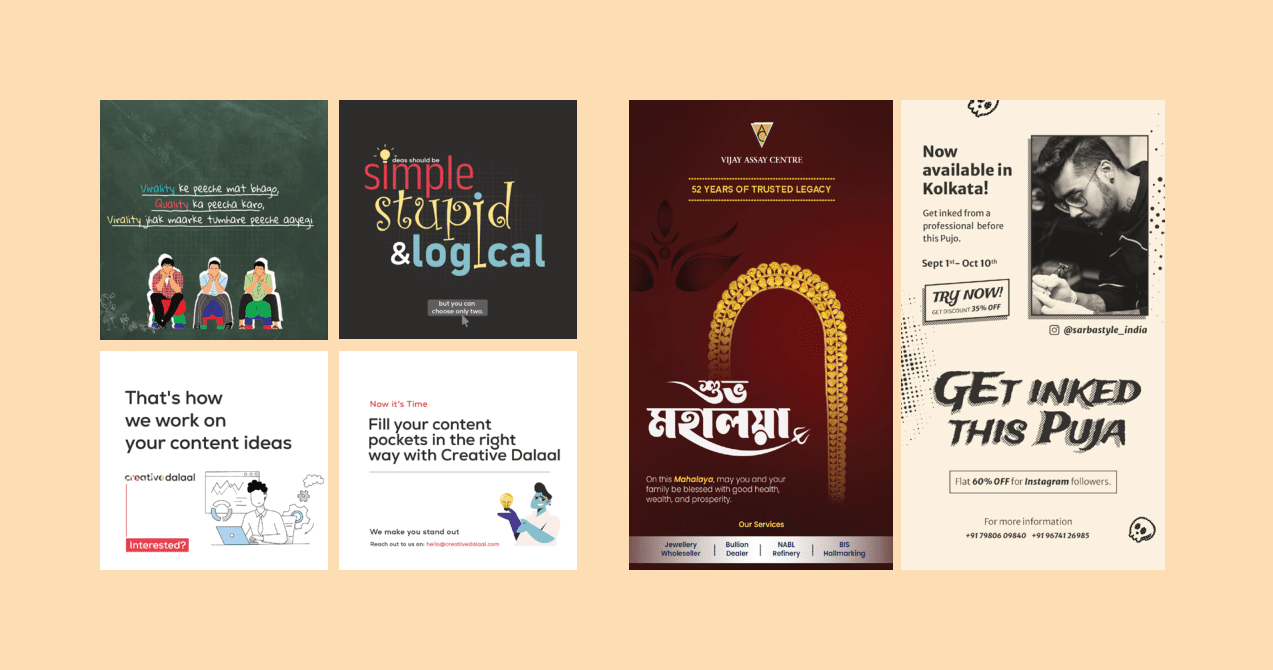 Virality ke peeche mat bhago,
Quality ka peecha karo,
Virality jhak maarke tumhare peeche aayegi
deas should be
simple
stupid
&logical
but you can
choose only two.
That's how
we work on
your content ideas
creative dalaal
Interested?
Now it's Time
Fill your content
pockets in the right
way with Creative Dalaal
We make you stand out
Reach out to us on: hello@creativedalaal.com
AC
VIJAY ASSAY CENTRE
52 YEARS OF TRUSTED LEGACY
শুভ
মহালয়া
On this Mahalaya, may you and your
family be blessed with good health,
wealth, and prosperity.
Our Services
Jewellery Wholeseller | Bullion Dealer | NABL Refinery | BIS Hallmarking
Now
available in
Kolkata!
Get inked from a
professional before
this Pujo.
Sept 1st- Oct 10th
TRY NOW!
GET DISCOUNT 35% OFF
@sarbastyle_india
GET INKED
THIS PUJA
Flat 60% OFF for Instagram followers.
For more information
+91 79806 09840 +91 96741 26985